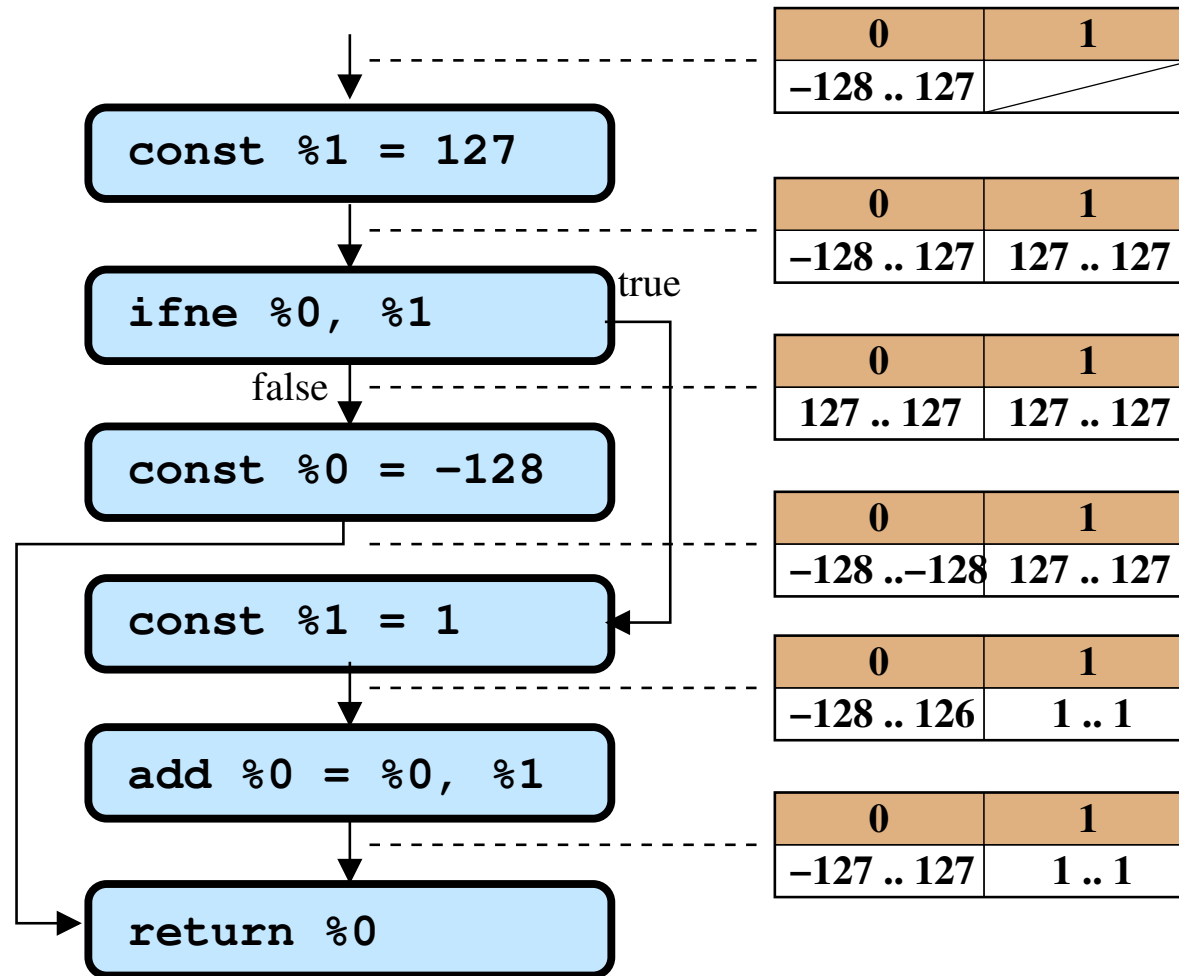 0 1
−128 .. 127
const %1 = 127
0 1
−128 .. 127 127 .. 127
ifne %0, %1
true
false
0 1
127 .. 127 127 .. 127
const %0 = −128
0 1
−128 ..−128 127 .. 127
const %1 = 1
0 1
−128 .. 126 1 .. 1
add %0 = %0, %1
0 1
−127 .. 127 1 .. 1
return %0